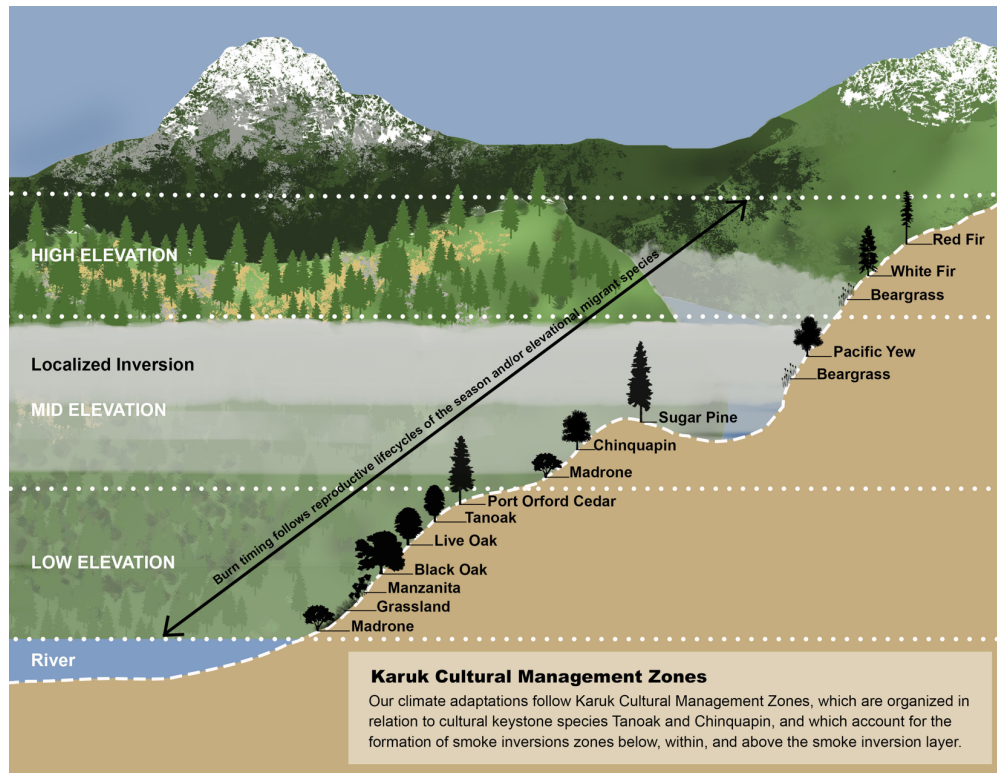 HIGH ELEVATION
Localized Inversion
MID ELEVATION
LOW ELEVATION
River
Burn timing follows reproductive lifecycles of the season and/or elevational migrant species
Red Fir
White Fir
Beargrass
Pacific Yew
Beargrass
Sugar Pine
Chinquapin
Madrone
Port Orford Cedar
Tanoak
Live Oak
Black Oak
Manzanita
Grassland
Madrone
Karuk Cultural Management Zones
Our climate adaptations follow Karuk Cultural Management Zones, which are organized in
relation to cultural keystone species Tanoak and Chinquapin, and which account for the
formation of smoke inversions zones below, within, and above the smoke inversion layer.